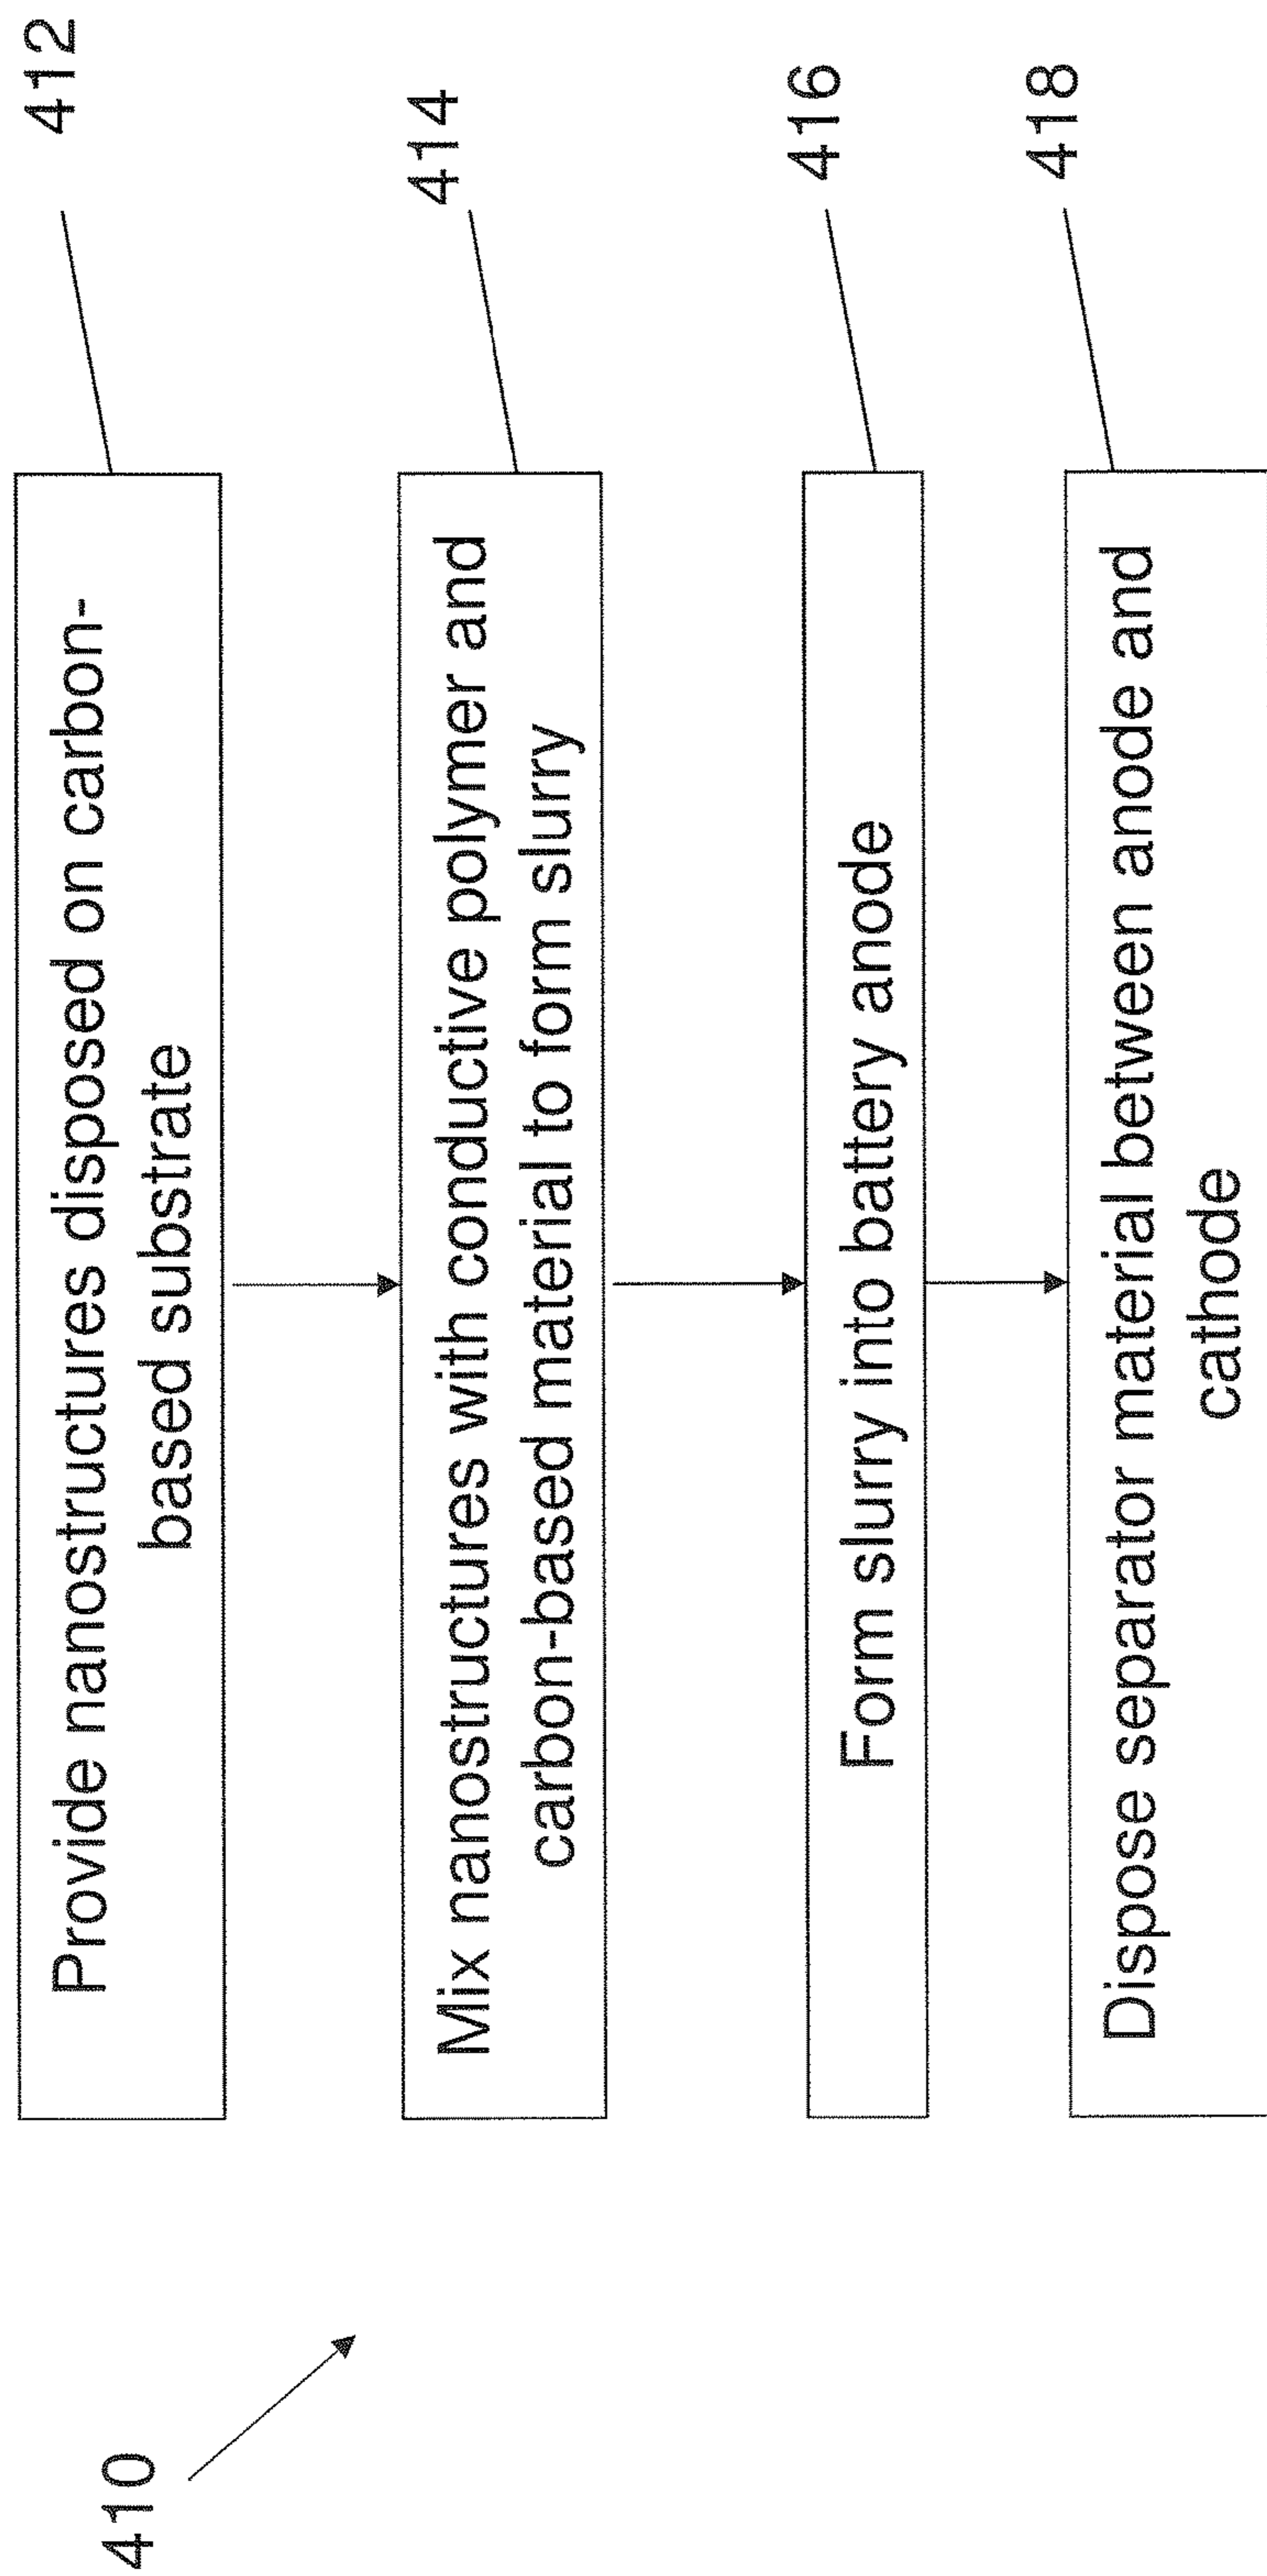 410
Provide nanostructures disposed on carbon-
based substrate
412
Mix nanostructures with conductive polymer and
carbon-based material to form slurry
414
Form slurry into battery anode
416
Dispose separator material between anode and
cathode
418